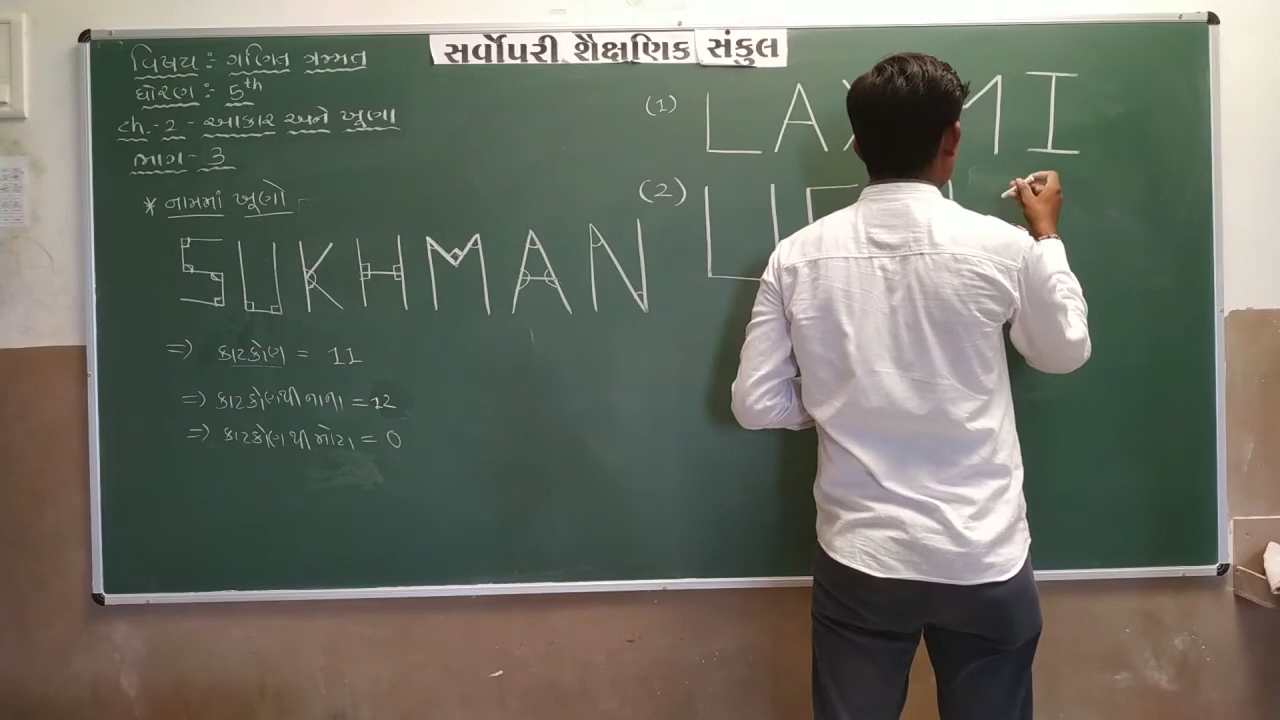 સર્વોપરી શૈક્ષણિક સંકુલ
વિષય :- ગણિત ગમ્મત
ધોરણ :- 5th
ch.-2 - આકાર અને ખૂણા
ભાગ- 3
* નામમાં ખૂણો
SUKHMAN
⇒ કાટકોણ = 11
⇒ કાટકોણથી નાના = 12
⇒ કાટકોણથી મોટા = 0
(1) LAXMI
(2)